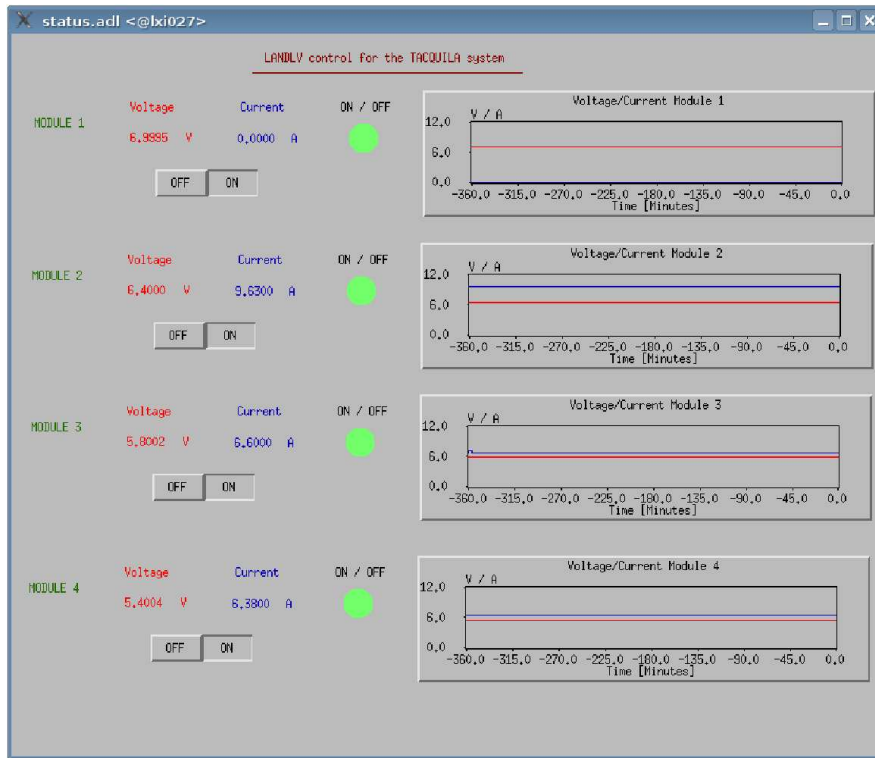 status.adl <@lxi027>
LANDLV control for the TACQUILA system
MODULE 1
Voltage Current ON / OFF
6.9995 V 0.0000 A
OFF ON
Voltage/Current Module 1
V / A
12.0
6.0
0.0
-360.0 -315.0 -270.0 -225.0 -180.0 -135.0 -90.0 -45.0 0.0
Time [Minutes]
MODULE 2
Voltage Current ON / OFF
6.4000 V 9.6300 A
OFF ON
Voltage/Current Module 2
V / A
12.0
6.0
0.0
-360.0 -315.0 -270.0 -225.0 -180.0 -135.0 -90.0 -45.0 0.0
Time [Minutes]
MODULE 3
Voltage Current ON / OFF
5.8002 V 6.6000 A
OFF ON
Voltage/Current Module 3
V / A
12.0
6.0
0.0
-360.0 -315.0 -270.0 -225.0 -180.0 -135.0 -90.0 -45.0 0.0
Time [Minutes]
MODULE 4
Voltage Current ON / OFF
5.4004 V 6.3800 A
OFF ON
Voltage/Current Module 4
V / A
12.0
6.0
0.0
-360.0 -315.0 -270.0 -225.0 -180.0 -135.0 -90.0 -45.0 0.0
Time [Minutes]